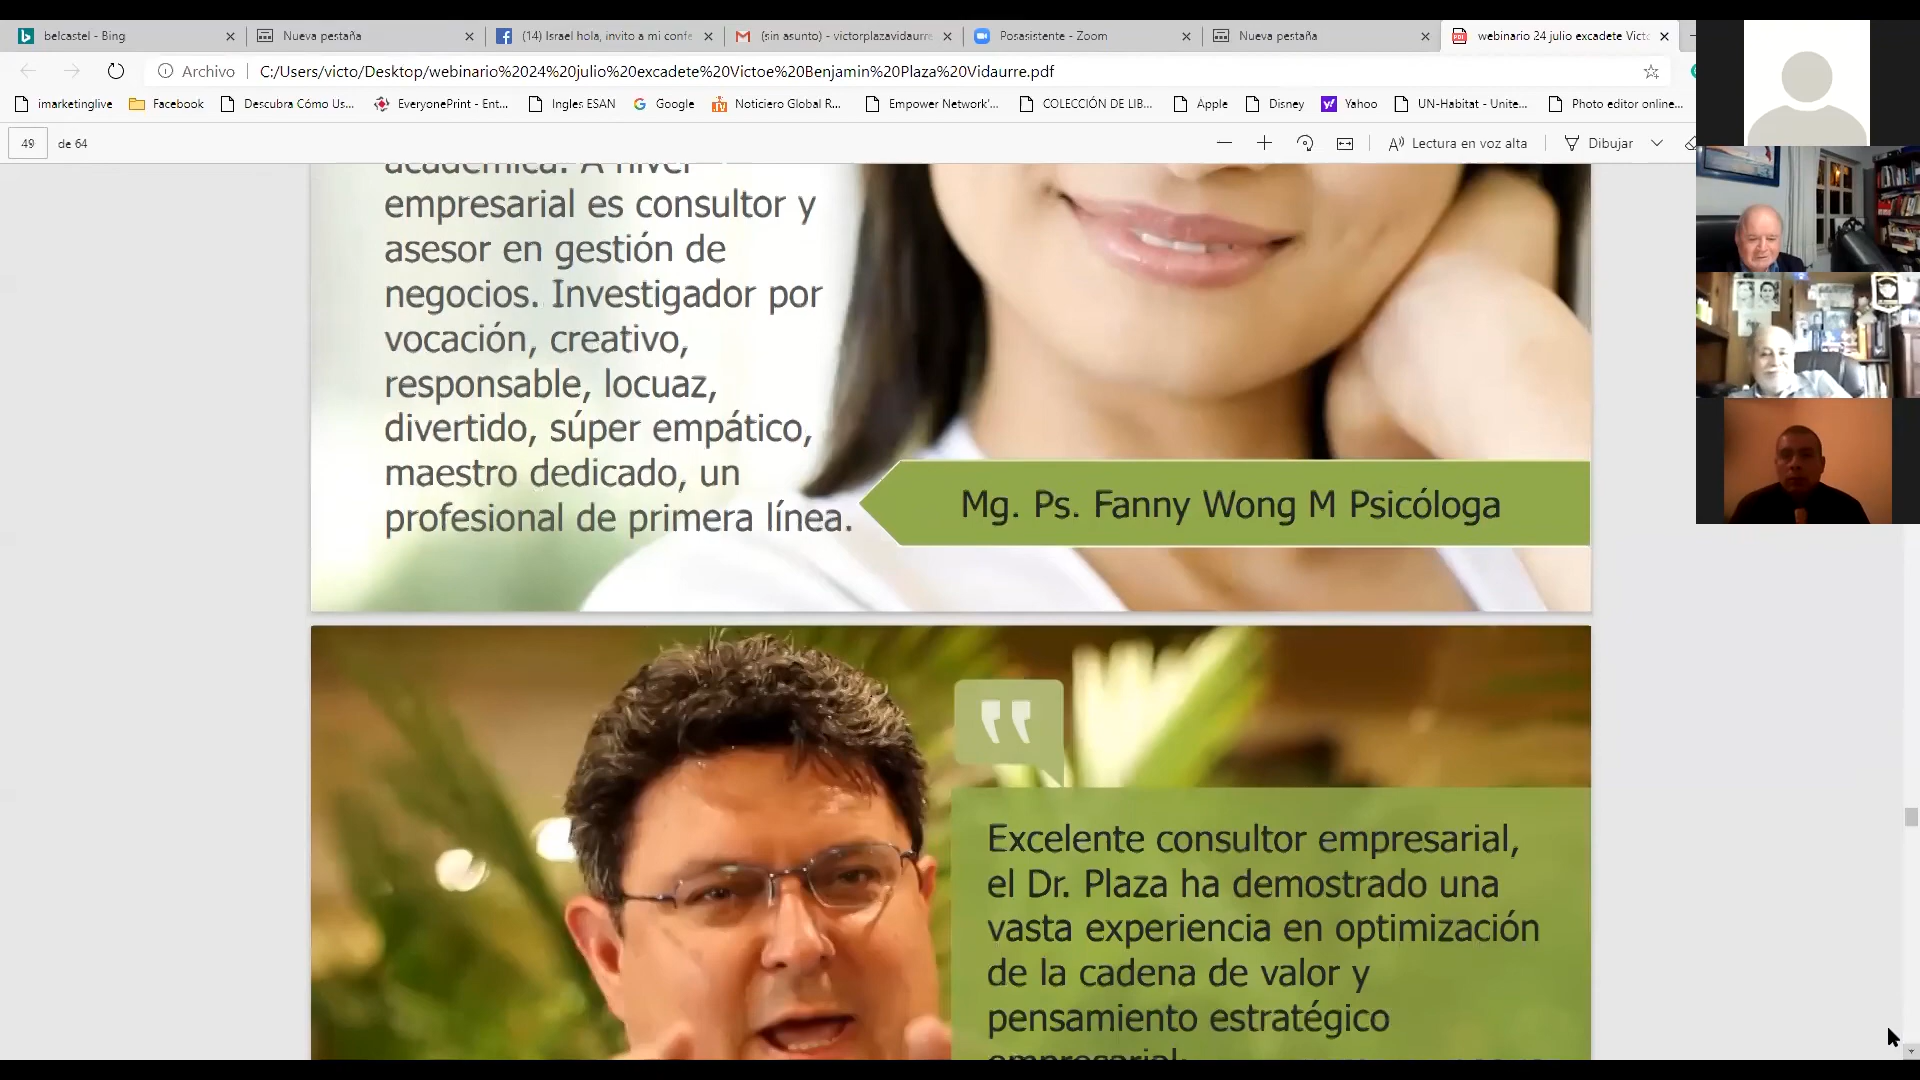 belcastel - Bing
Nueva pestaña
(14) Israel hola, invito a mi confe
(sin asunto) - victorplazavidaurre
Posasistente - Zoom
Nueva pestaña
webinario 24 julio excadete Victo
Archivo
C:/Users/victo/Desktop/webinario%2024%20julio%20excadete%20Victoe%20Benjamin%20Plaza%20Vidaurre.pdf
imarketinglive
Facebook
Descubra Cómo Us...
EveryonePrint - Ent...
Ingles ESAN
Google
Noticiero Global R...
Empower Network'...
COLECCIÓN DE LIB...
Apple
Disney
Yahoo
UN-Habitat - Unite...
Photo editor online...
49 de 64
Lectura en voz alta
Dibujar
académica. A nivel
empresarial es consultor y
asesor en gestión de
negocios. Investigador por
vocación, creativo,
responsable, locuaz,
divertido, súper empático,
maestro dedicado, un
profesional de primera línea.
Mg. Ps. Fanny Wong M Psicóloga
Excelente consultor empresarial,
el Dr. Plaza ha demostrado una
vasta experiencia en optimización
de la cadena de valor y
pensamiento estratégico
empresarial;